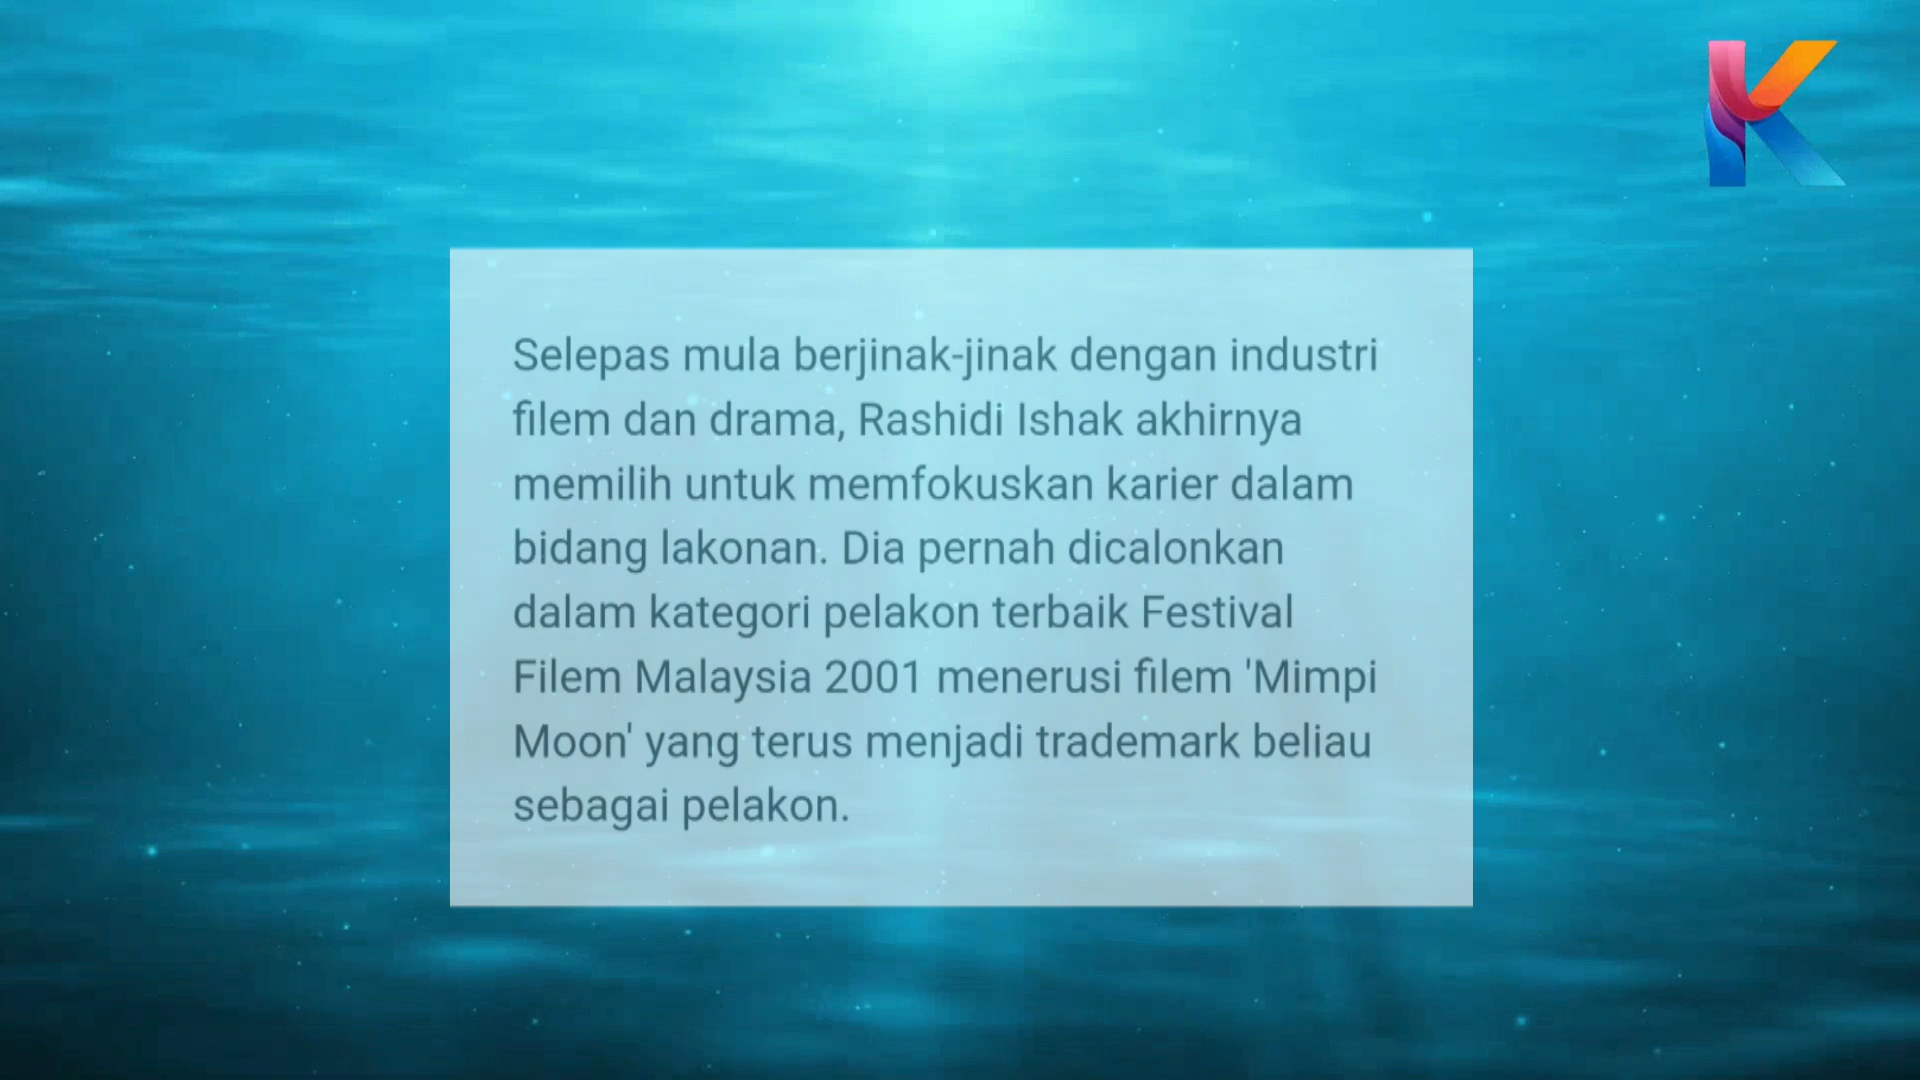 Selepas mula berjinak-jinak dengan industri
filem dan drama, Rashidi Ishak akhirnya
memilih untuk memfokuskan karier dalam
bidang lakonan. Dia pernah dicalonkan
dalam kategori pelakon terbaik Festival
Filem Malaysia 2001 menerusi filem 'Mimpi
Moon' yang terus menjadi trademark beliau
sebagai pelakon.